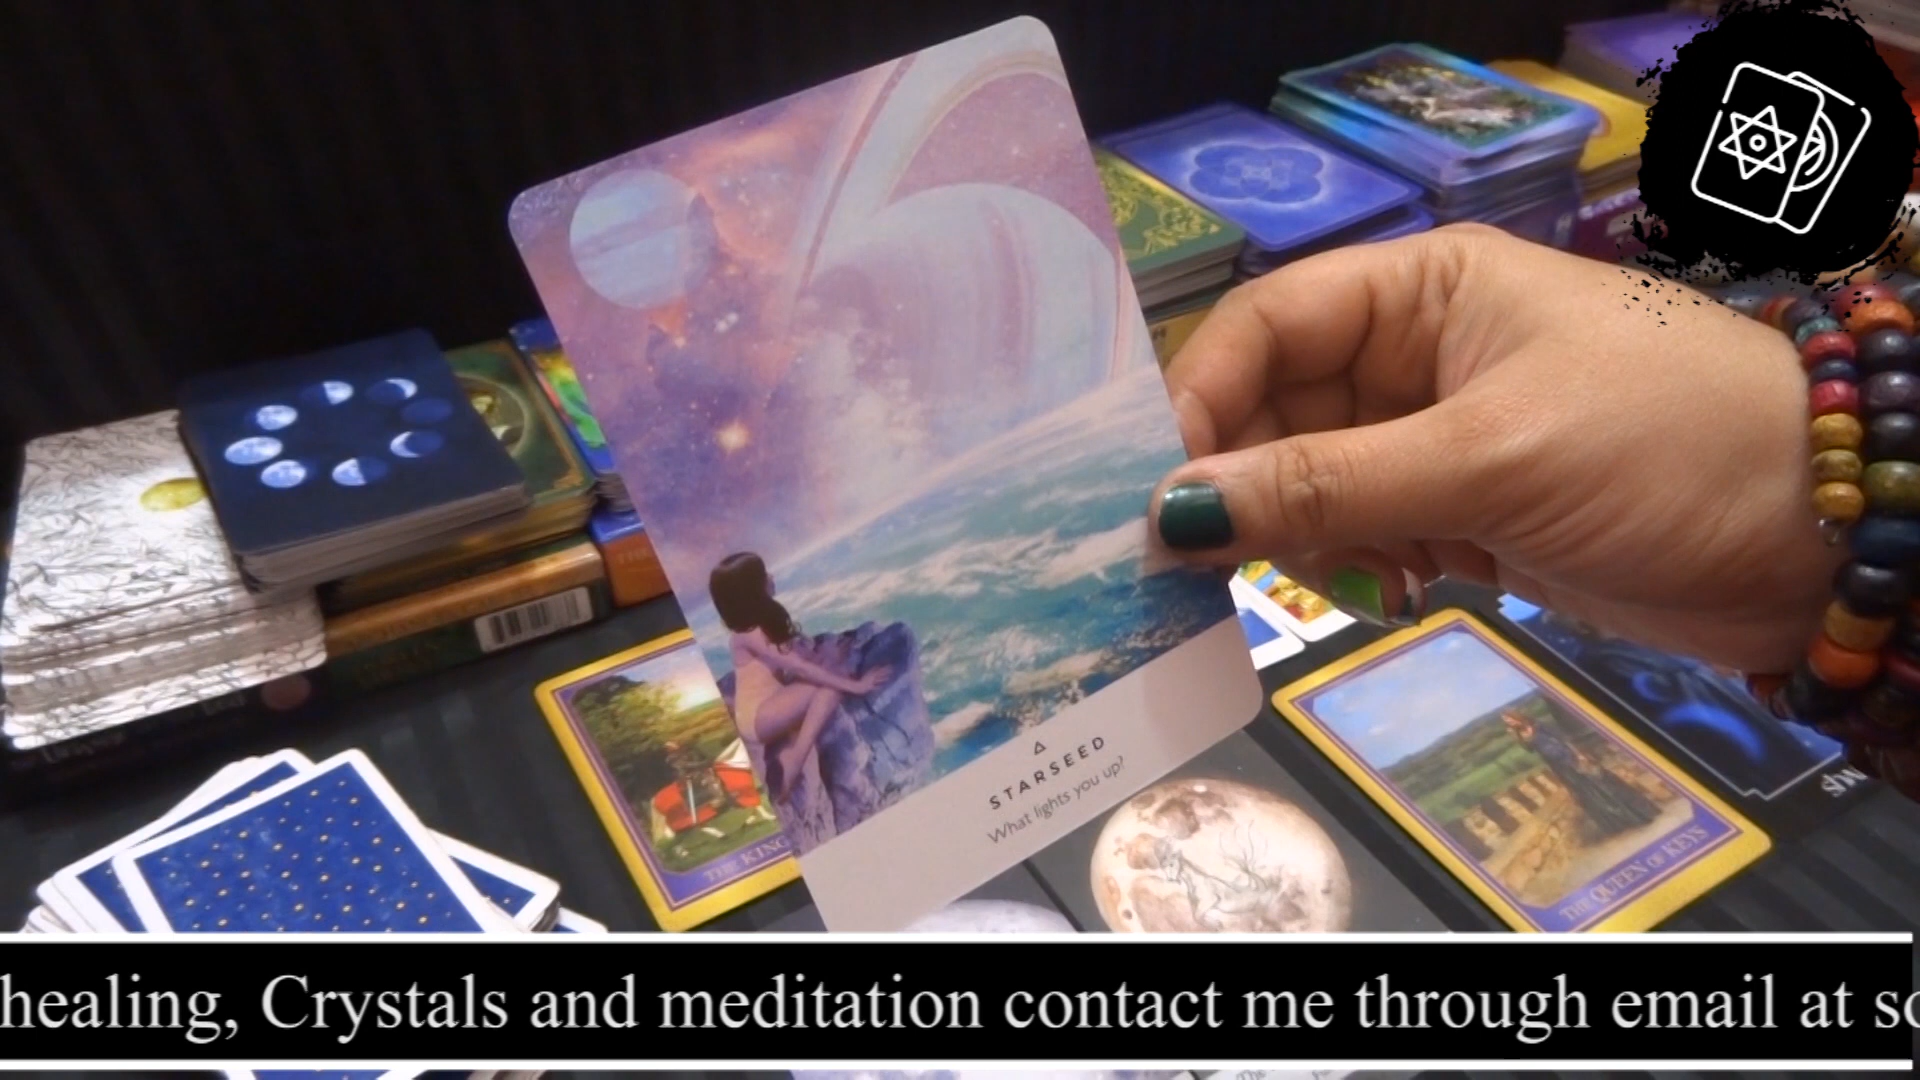 STARSEED
What lights you up?
THE KING
THE QUEEN OF KEYS
healing, Crystals and meditation contact me through email at so